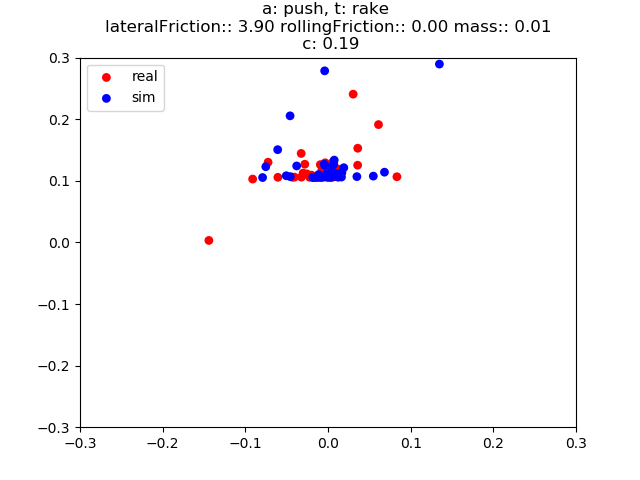 a: push, t: rake
lateralFriction:: 3.90 rollingFriction:: 0.00 mass:: 0.01
c: 0.19
real
sim
0.3
0.2
0.1
0.0
−0.1
−0.2
−0.3
−0.3 −0.2 −0.1 0.0 0.1 0.2 0.3